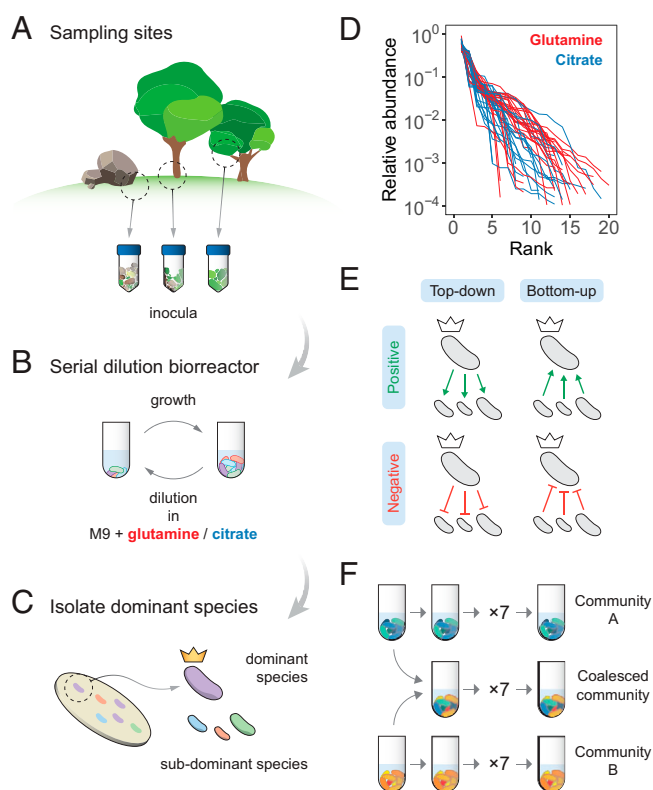 A Sampling sites
inocula
B Serial dilution biorreactor
growth
dilution
in
M9 + glutamine / citrate
C Isolate dominant species
dominant
species
sub-dominant species
D
Glutamine
Citrate
Relative abundance
10⁰
10⁻¹
10⁻²
10⁻³
10⁻⁴
0 5 10 15 20
Rank
E
Top-down Bottom-up
Positive
Negative
F
×7 Community
A
×7 Coalesced
community
×7 Community
B